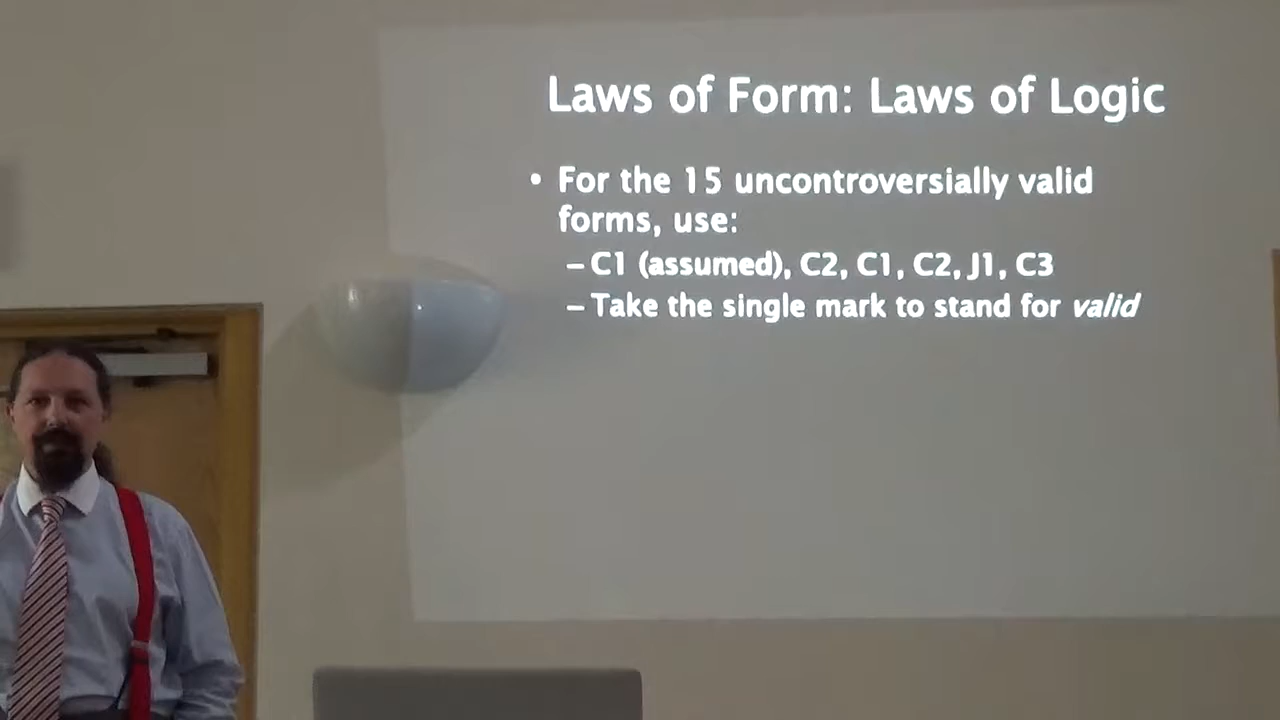 Laws of Form: Laws of Logic
• For the 15 uncontroversially valid
forms, use:
– C1 (assumed), C2, C1, C2, J1, C3
– Take the single mark to stand for valid